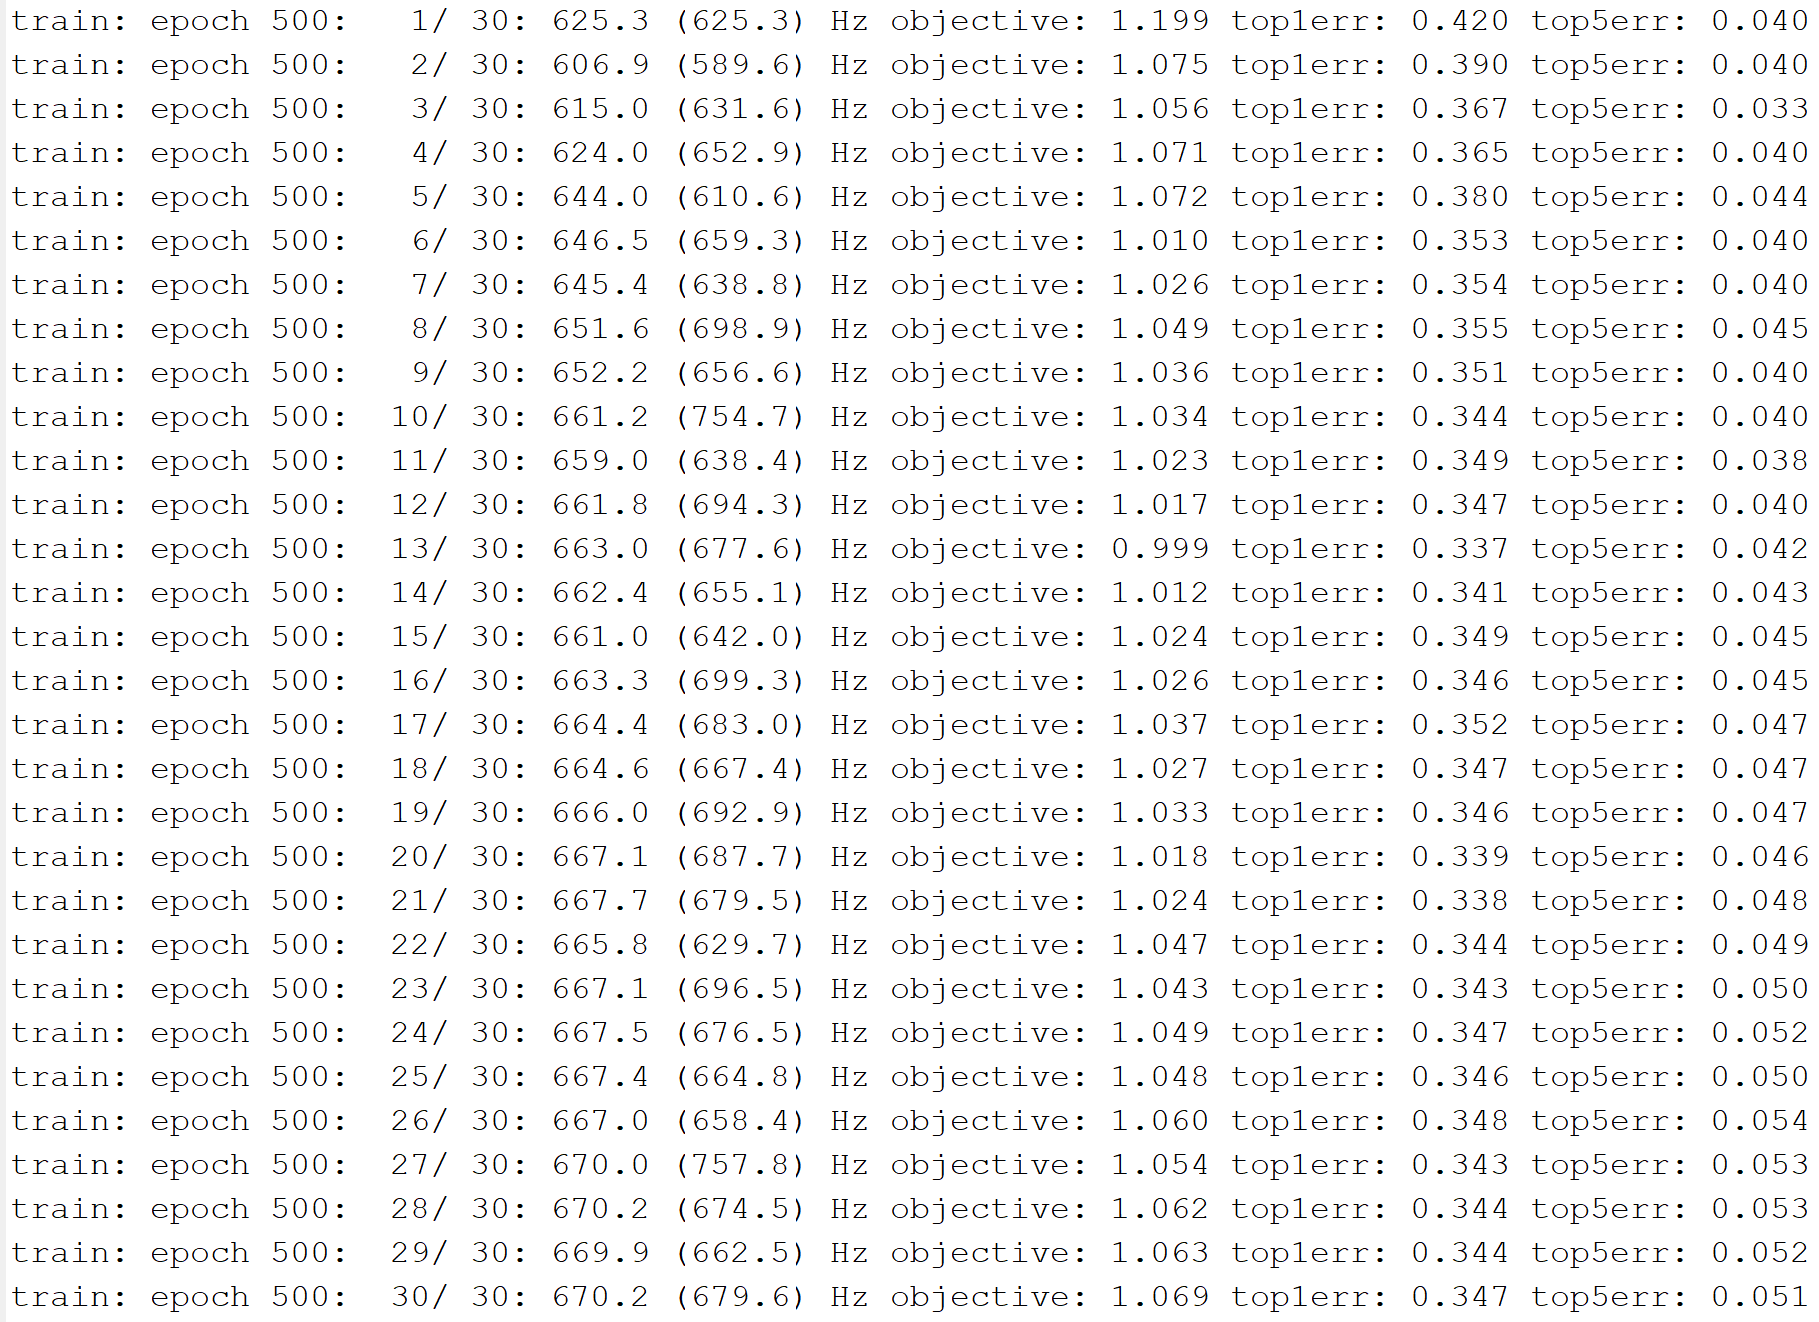 train: epoch 500:   1/ 30: 625.3 (625.3) Hz objective: 1.199 top1err: 0.420 top5err: 0.040
train: epoch 500:   2/ 30: 606.9 (589.6) Hz objective: 1.075 top1err: 0.390 top5err: 0.040
train: epoch 500:   3/ 30: 615.0 (631.6) Hz objective: 1.056 top1err: 0.367 top5err: 0.033
train: epoch 500:   4/ 30: 624.0 (652.9) Hz objective: 1.071 top1err: 0.365 top5err: 0.040
train: epoch 500:   5/ 30: 644.0 (610.6) Hz objective: 1.072 top1err: 0.380 top5err: 0.044
train: epoch 500:   6/ 30: 646.5 (659.3) Hz objective: 1.010 top1err: 0.353 top5err: 0.040
train: epoch 500:   7/ 30: 645.4 (638.8) Hz objective: 1.026 top1err: 0.354 top5err: 0.040
train: epoch 500:   8/ 30: 651.6 (698.9) Hz objective: 1.049 top1err: 0.355 top5err: 0.045
train: epoch 500:   9/ 30: 652.2 (656.6) Hz objective: 1.036 top1err: 0.351 top5err: 0.040
train: epoch 500:  10/ 30: 661.2 (754.7) Hz objective: 1.034 top1err: 0.344 top5err: 0.040
train: epoch 500:  11/ 30: 659.0 (638.4) Hz objective: 1.023 top1err: 0.349 top5err: 0.038
train: epoch 500:  12/ 30: 661.8 (694.3) Hz objective: 1.017 top1err: 0.347 top5err: 0.040
train: epoch 500:  13/ 30: 663.0 (677.6) Hz objective: 0.999 top1err: 0.337 top5err: 0.042
train: epoch 500:  14/ 30: 662.4 (655.1) Hz objective: 1.012 top1err: 0.341 top5err: 0.043
train: epoch 500:  15/ 30: 661.0 (642.0) Hz objective: 1.024 top1err: 0.349 top5err: 0.045
train: epoch 500:  16/ 30: 663.3 (699.3) Hz objective: 1.026 top1err: 0.346 top5err: 0.045
train: epoch 500:  17/ 30: 664.4 (683.0) Hz objective: 1.037 top1err: 0.352 top5err: 0.047
train: epoch 500:  18/ 30: 664.6 (667.4) Hz objective: 1.027 top1err: 0.347 top5err: 0.047
train: epoch 500:  19/ 30: 666.0 (692.9) Hz objective: 1.033 top1err: 0.346 top5err: 0.047
train: epoch 500:  20/ 30: 667.1 (687.7) Hz objective: 1.018 top1err: 0.339 top5err: 0.046
train: epoch 500:  21/ 30: 667.7 (679.5) Hz objective: 1.024 top1err: 0.338 top5err: 0.048
train: epoch 500:  22/ 30: 665.8 (629.7) Hz objective: 1.047 top1err: 0.344 top5err: 0.049
train: epoch 500:  23/ 30: 667.1 (696.5) Hz objective: 1.043 top1err: 0.343 top5err: 0.050
train: epoch 500:  24/ 30: 667.5 (676.5) Hz objective: 1.049 top1err: 0.347 top5err: 0.052
train: epoch 500:  25/ 30: 667.4 (664.8) Hz objective: 1.048 top1err: 0.346 top5err: 0.050
train: epoch 500:  26/ 30: 667.0 (658.4) Hz objective: 1.060 top1err: 0.348 top5err: 0.054
train: epoch 500:  27/ 30: 670.0 (757.8) Hz objective: 1.054 top1err: 0.343 top5err: 0.053
train: epoch 500:  28/ 30: 670.2 (674.5) Hz objective: 1.062 top1err: 0.344 top5err: 0.053
train: epoch 500:  29/ 30: 669.9 (662.5) Hz objective: 1.063 top1err: 0.344 top5err: 0.052
train: epoch 500:  30/ 30: 670.2 (679.6) Hz objective: 1.069 top1err: 0.347 top5err: 0.051